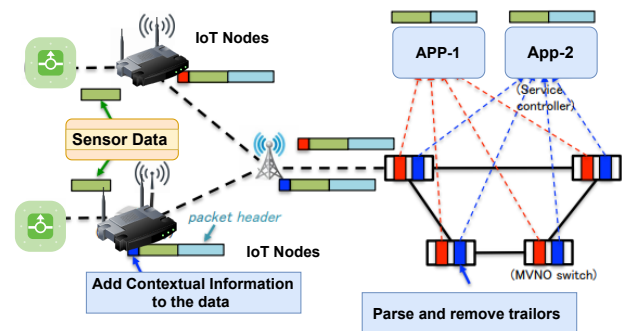 IoT Nodes
APP-1
App-2
(Service
controller)
Sensor Data
packet header
IoT Nodes
(MVNO switch)
Add Contextual Information
to the data
Parse and remove trailors